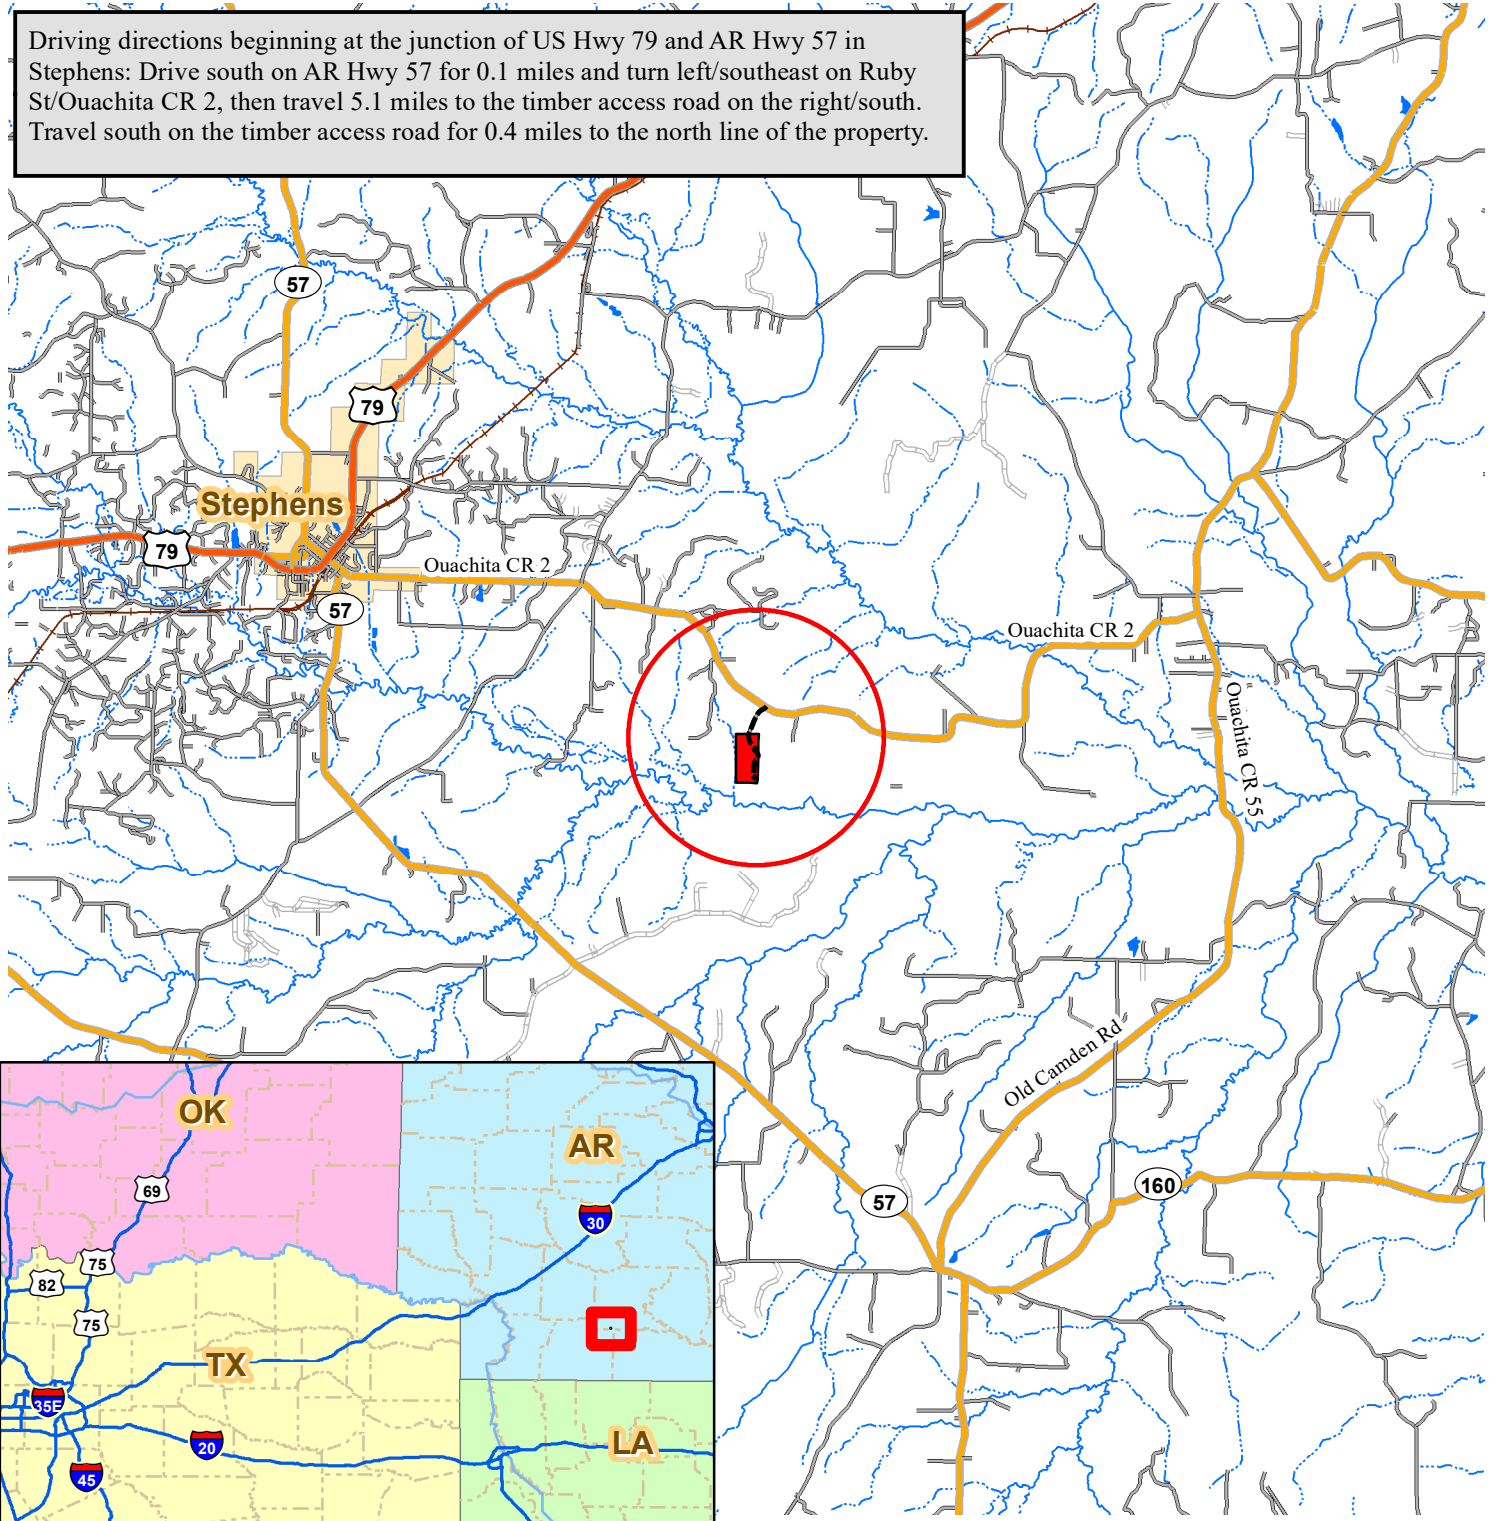 Driving directions beginning at the junction of US Hwy 79 and AR Hwy 57 in
Stephens: Drive south on AR Hwy 57 for 0.1 miles and turn left/southeast on Ruby
St/Ouachita CR 2, then travel 5.1 miles to the timber access road on the right/south.
Travel south on the timber access road for 0.4 miles to the north line of the property.
57
79
Stephens
79
Ouachita CR 2
57
Ouachita CR 2
Ouachita CR 55
Old Camden Rd
57
160
OK
AR
69
30
75
82
75
TX
35E
20
LA
45